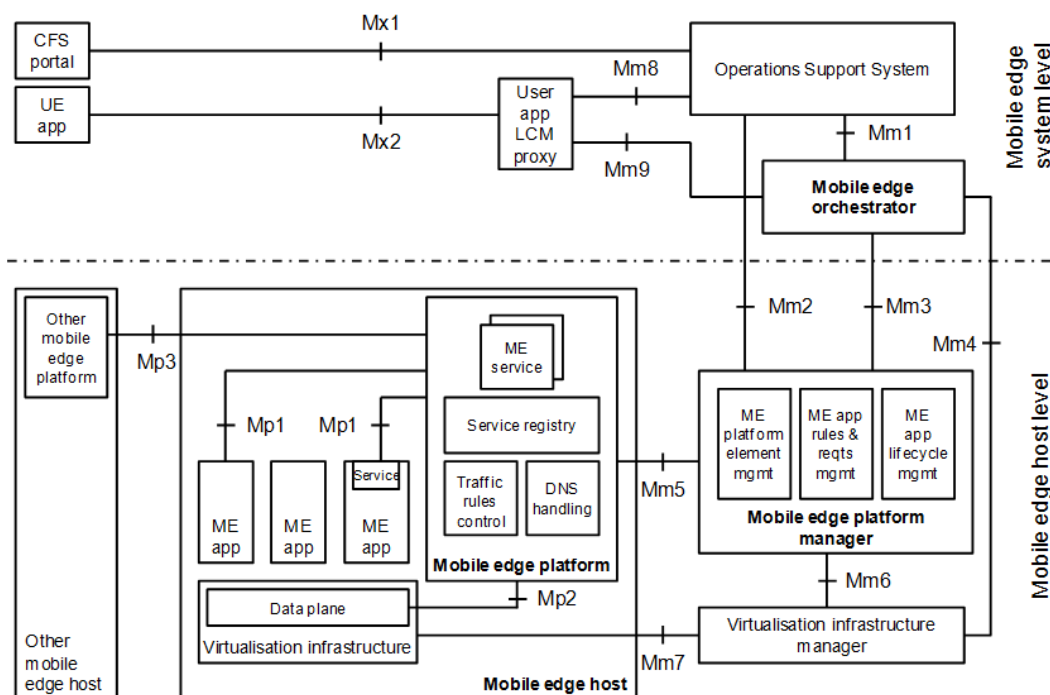 Mx1
CFS
portal
Operations Support System
Mm8
UE
app
Mx2
User
app
LCM
proxy
Mm9
Mm1
Mobile edge
orchestrator
Mobile edge
system level
Other
mobile
edge
platform
Mp3
ME
service
Mm2
Mm3
Mm4
Mp1
Mp1
Service registry
ME
platform
element
mgmt
ME app
rules &
reqts
mgmt
ME
app
lifecycle
mgmt
Service
Traffic
rules
control
DNS
handling
Mm5
ME
app
ME
app
ME app
Mobile edge platform
Mobile edge platform
manager
Mobile edge host level
Mp2
Mm6
Data plane
Virtualisation infrastructure
Virtualisation infrastructure
manager
Mm7
Other
mobile
edge host
Mobile edge host